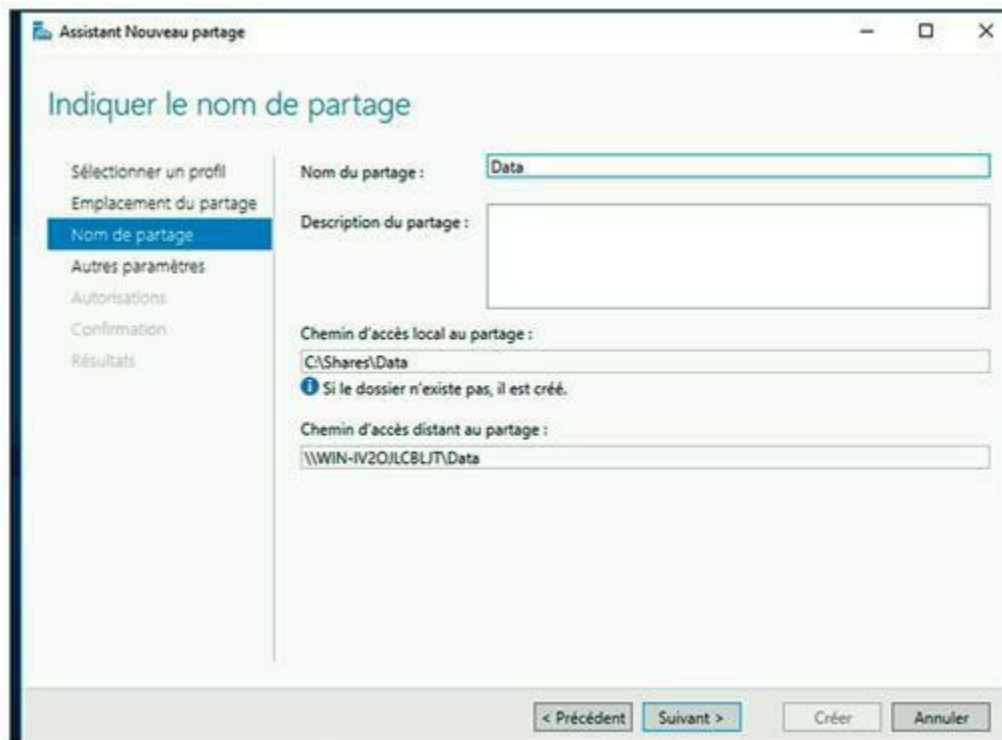 Assistant Nouveau partage
Indiquer le nom de partage
Sélectionner un profil
Emplacement du partage
Nom de partage
Autres paramètres
Autorisations
Confirmation
Résultats
Nom du partage :
Data
Description du partage :
Chemin d'accès local au partage :
C:\Shares\Data
Si le dossier n'existe pas, il est créé.
Chemin d'accès distant au partage :
\\WIN-IV2OJLCBLJT\Data
< Précédent
Suivant >
Créer
Annuler